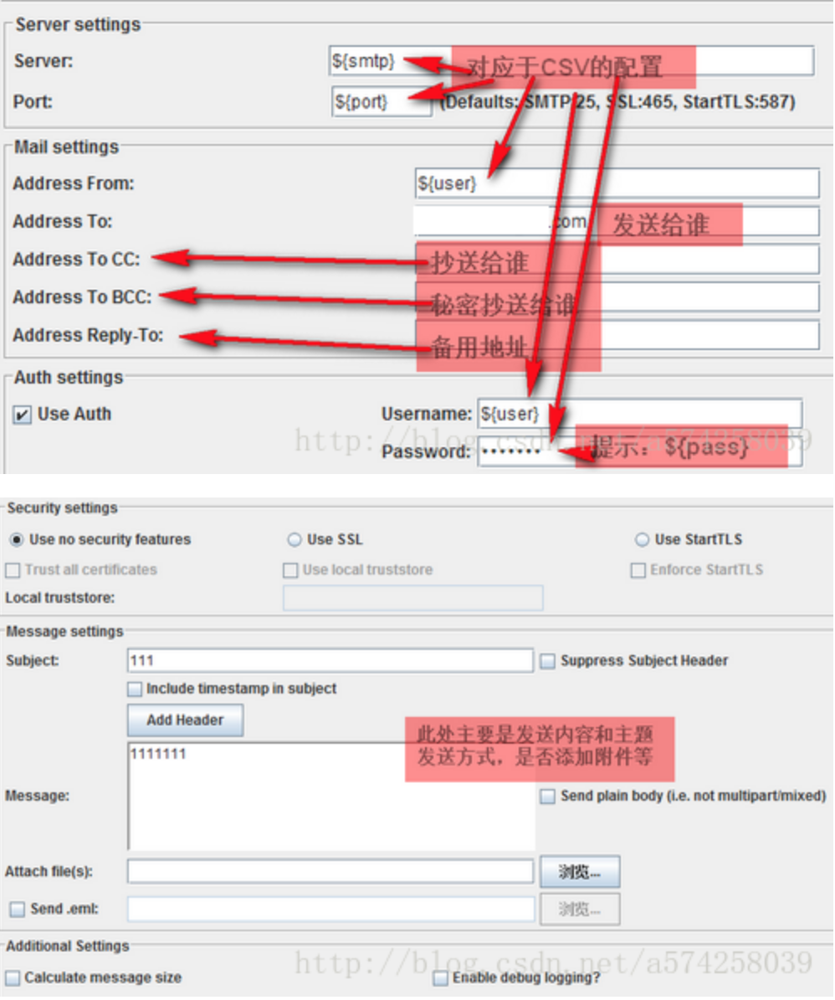 Server settings
Server: ${smtp} 对应于CSV的配置
Port: ${port} (Defaults: SMTP:25, SSL:465, StartTLS:587)
Mail settings
Address From: ${user}
Address To: .com 发送给谁
Address To CC: 抄送给谁
Address To BCC: 秘密抄送给谁
Address Reply-To: 备用地址
Auth settings
Use Auth Username: ${user}
http://blog.csdn.net/a574258039
Password: ••••••• 提示：${pass}
Security settings
Use no security features Use SSL Use StartTLS
Trust all certificates Use local truststore Enforce StartTLS
Local truststore:
Message settings
Subject: 111 Suppress Subject Header
Include timestamp in subject
Add Header
此处主要是发送内容和主题
发送方式，是否添加附件等
1111111
Message: Send plain body (i.e. not multipart/mixed)
Attach file(s): 浏览...
Send .eml: 浏览...
Additional Settings
http://blog.csdn.net/a574258039
Calculate message size Enable debug logging?